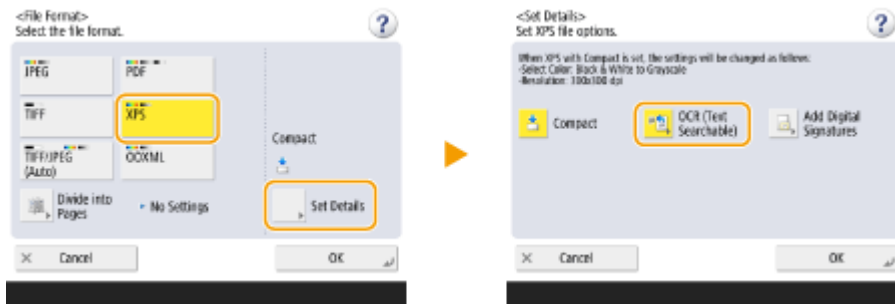 <File Format>
Select the file format.
?
JPEG
PDF
TIFF
XPS
Compact
TIFF/JPEG
(Auto)
OOXML
Divide into
Pages
No Settings
Set Details
× Cancel
OK
<Set Details>
Set XPS file options.
?
When XPS with Compact is set, the settings will be changed as follows:
-Select Color: Black & White to Grayscale
-Resolution: 300x300 dpi
Compact
OCR (Text
Searchable)
Add Digital
Signatures
× Cancel
OK